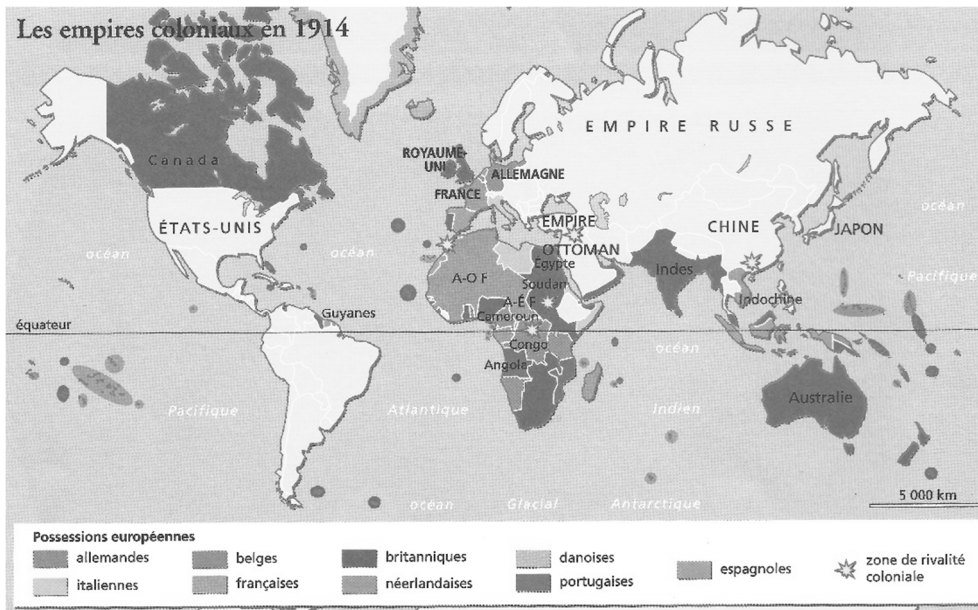 Les empires coloniaux en 1914
EMPIRE RUSSE
Canada
ROYAUME-
UNI
ALLEMAGNE
FRANCE
ÉTATS-UNIS
EMPIRE
OTTOMAN
CHINE
JAPON
océan
océan
océan
Pacifique
Égypte
Indes
A-O F
Soudan
Indochine
A-É F
Guyanes
Cameroun
équateur
Congo
océan
Angola
Australie
Pacifique
Atlantique
Indien
5 000 km
océan
Glacial
Antarctique
Possessions européennes
allemandes
belges
britanniques
danoises
espagnoles
zone de rivalité
coloniale
italiennes
françaises
néerlandaises
portugaises